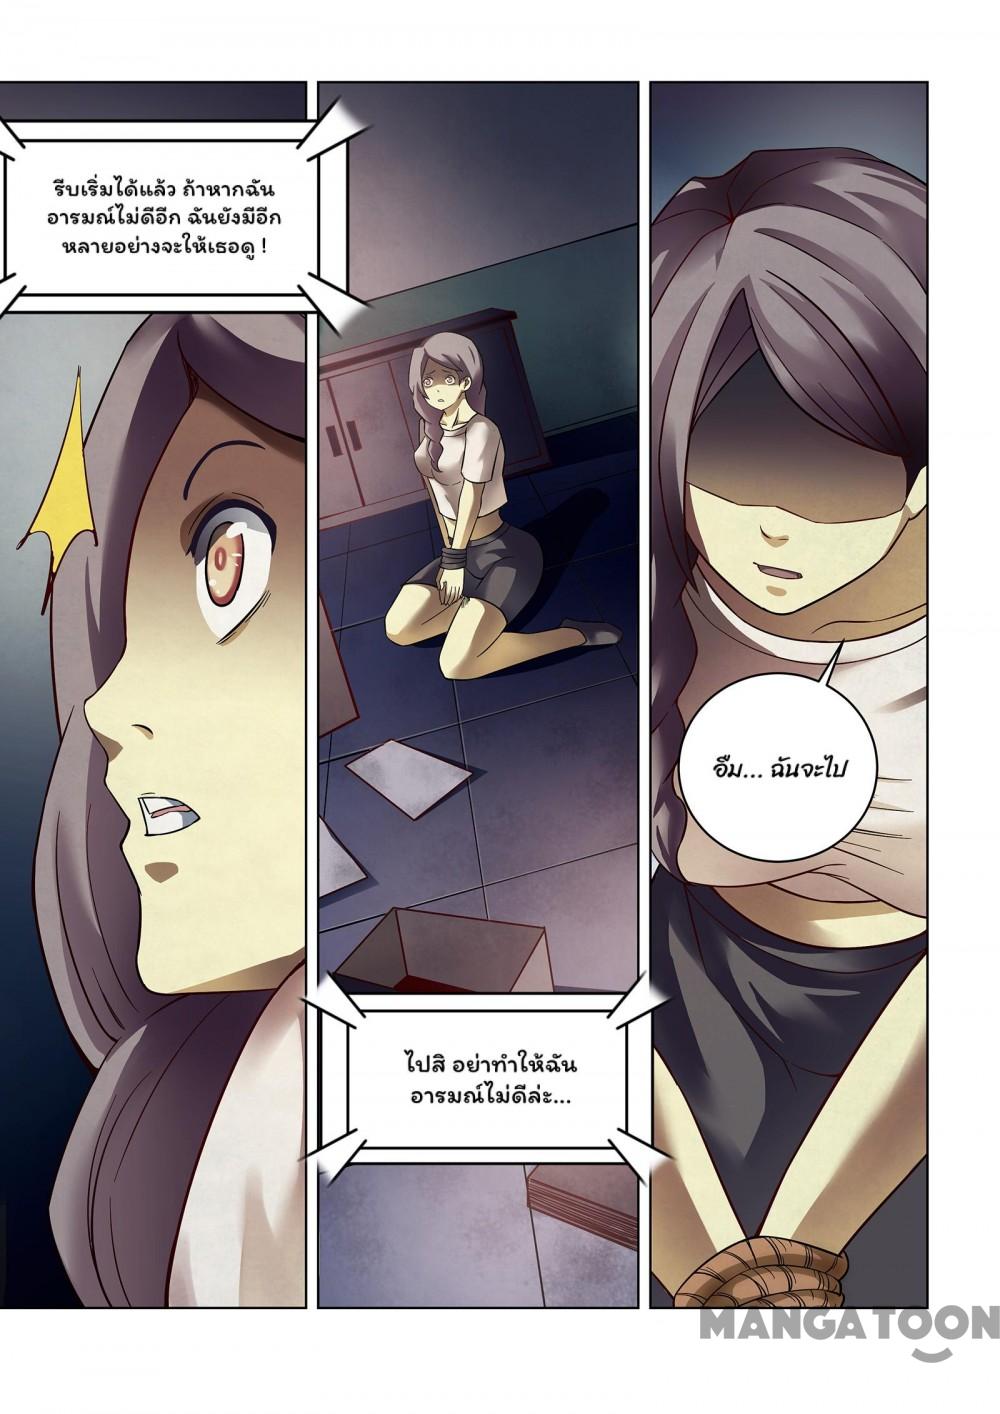 รีบเริ่มได้แล้ว ถ้าหากฉัน
อารมณ์ไม่ดีอีก ฉันยังมีอีก
หลายอย่างจะให้เธอดู !
ไปสิ อย่าทำให้ฉัน
อารมณ์ไม่ดีล่ะ...
อืม... ฉันจะไป
MANGATOON